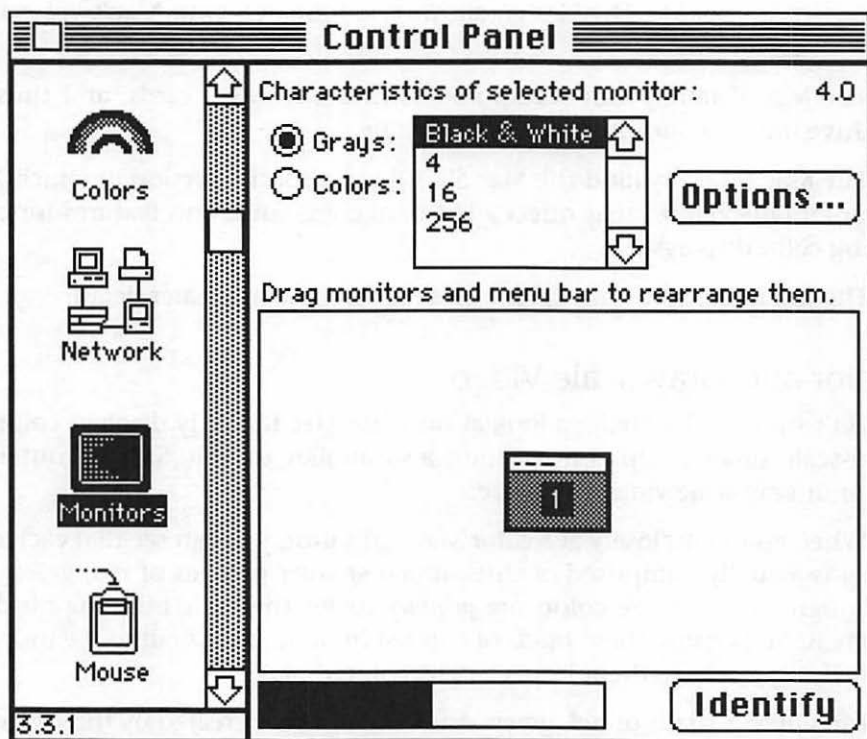 Control Panel
Characteristics of selected monitor:
4.0
Grays:
Colors:
Black & White
4
16
256
Options...
Drag monitors and menu bar to rearrange them.
1
Identify
Colors
Network
Monitors
Mouse
3.3.1